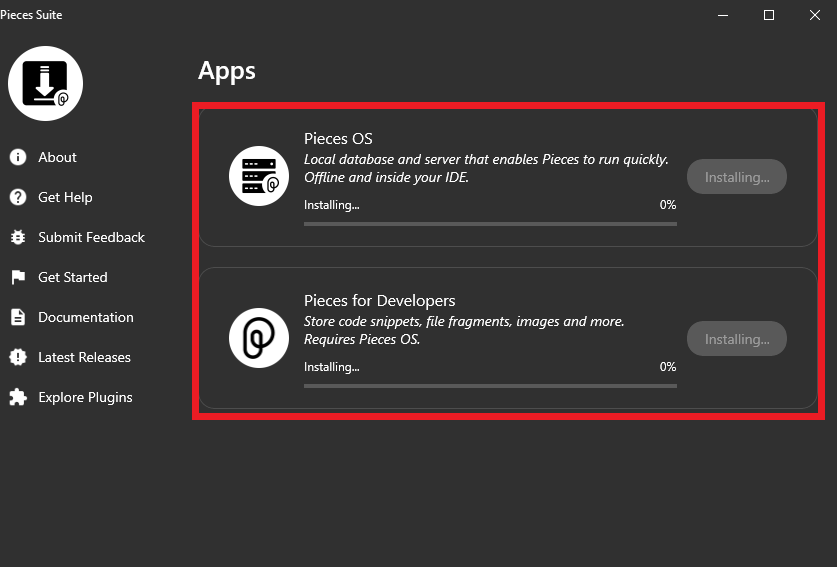 Pieces Suite
About
Get Help
Submit Feedback
Get Started
Documentation
Latest Releases
Explore Plugins
Apps
Pieces OS
Local database and server that enables Pieces to run quickly.
Offline and inside your IDE.
Installing...
0%
Installing...
Pieces for Developers
Store code snippets, file fragments, images and more.
Requires Pieces OS.
Installing...
0%
Installing...